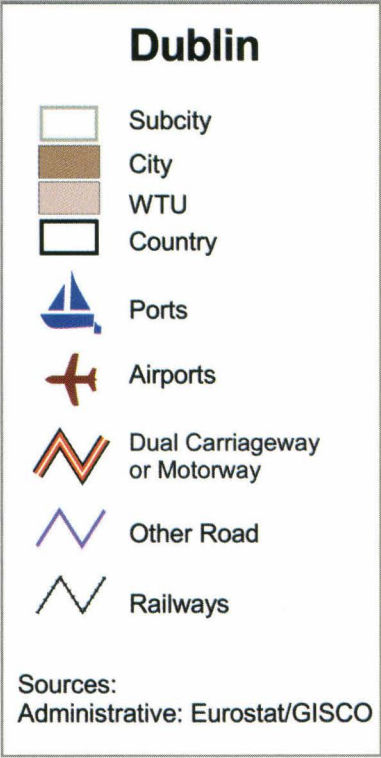 Dublin
Subcity
City
WTU
Country
Ports
Airports
Dual Carriageway
or Motorway
Other Road
Railways
Sources:
Administrative: Eurostat/GISCO